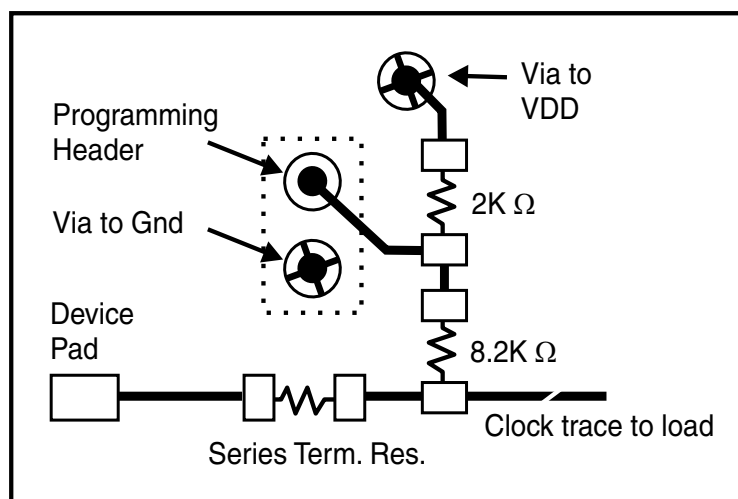 Via to
VDD
Programming
Header
2K Ω
Via to Gnd
Device
Pad
8.2K Ω
Clock trace to load
Series Term. Res.